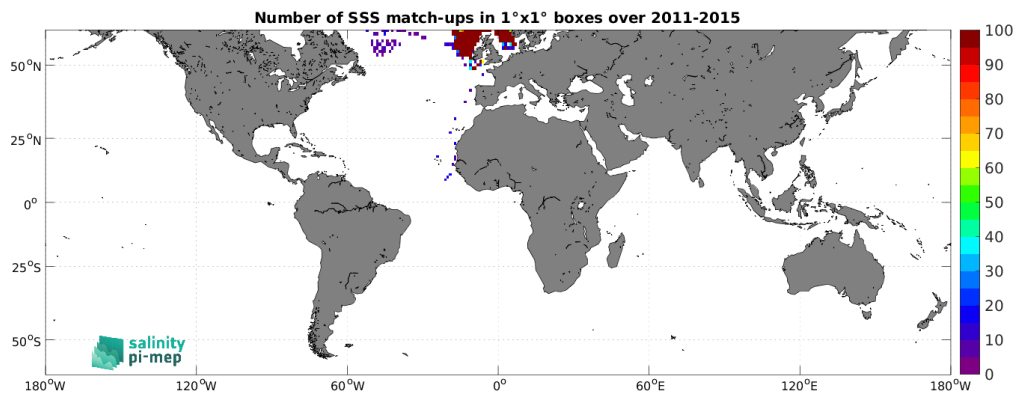 Number of SSS match-ups in 1°x1° boxes over 2011-2015
100
90
80
70
60
50
40
30
20
10
0
50°N
25°N
0°
25°S
50°S
salinity
pi-mep
180°W 120°W 60°W 0° 60°E 120°E 180°W